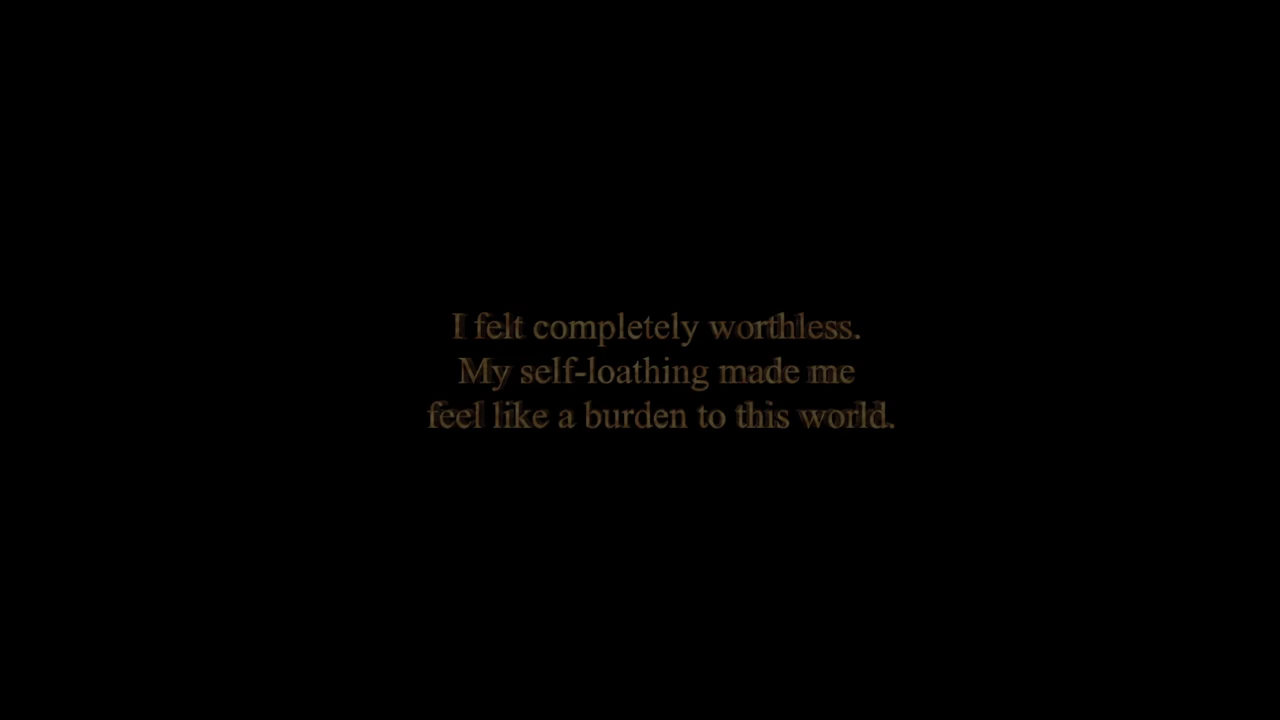 I felt completely worthless.
My self-loathing made me
feel like a burden to this world.